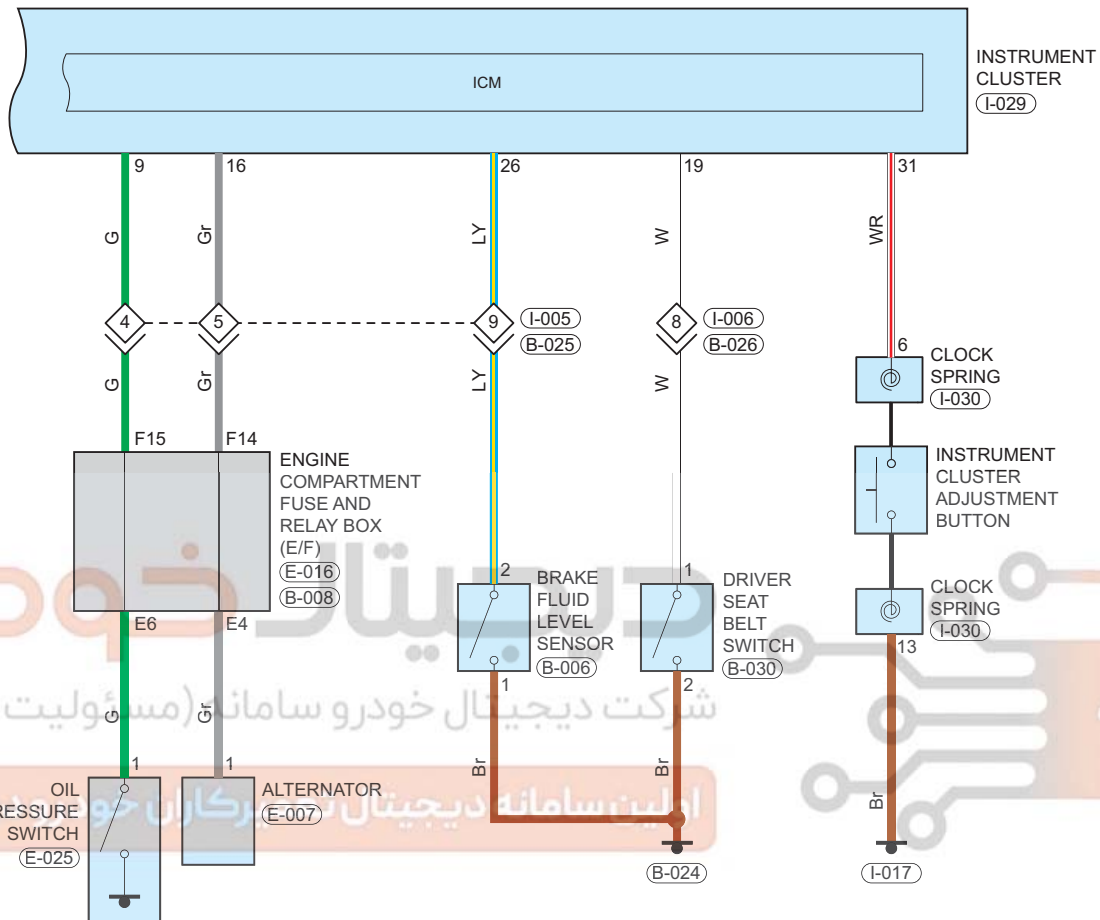 ICM
INSTRUMENT
CLUSTER
I-029
9
16
26
19
31
G
Gr
LY
W
WR
4
5
9
I-005
B-025
8
I-006
B-026
G
Gr
LY
W
6
CLOCK
SPRING
I-030
F15
F14
ENGINE
COMPARTMENT
FUSE AND
RELAY BOX
(E/F)
E-016
B-008
INSTRUMENT
CLUSTER
ADJUSTMENT
BUTTON
E6
E4
2
BRAKE
FLUID
LEVEL
SENSOR
B-006
1
1
DRIVER
SEAT
BELT
SWITCH
B-030
2
CLOCK
SPRING
I-030
13
دیجیتال خودرو
شرکت دیجیتال خودرو سامانه (مسئولیت
G
Gr
Br
Br
Br
1
1
OIL
RESSURE
SWITCH
E-025
ALTERNATOR
E-007
اولین سامانه دیجیتال تعمیرکاران خودرو
B-024
I-017